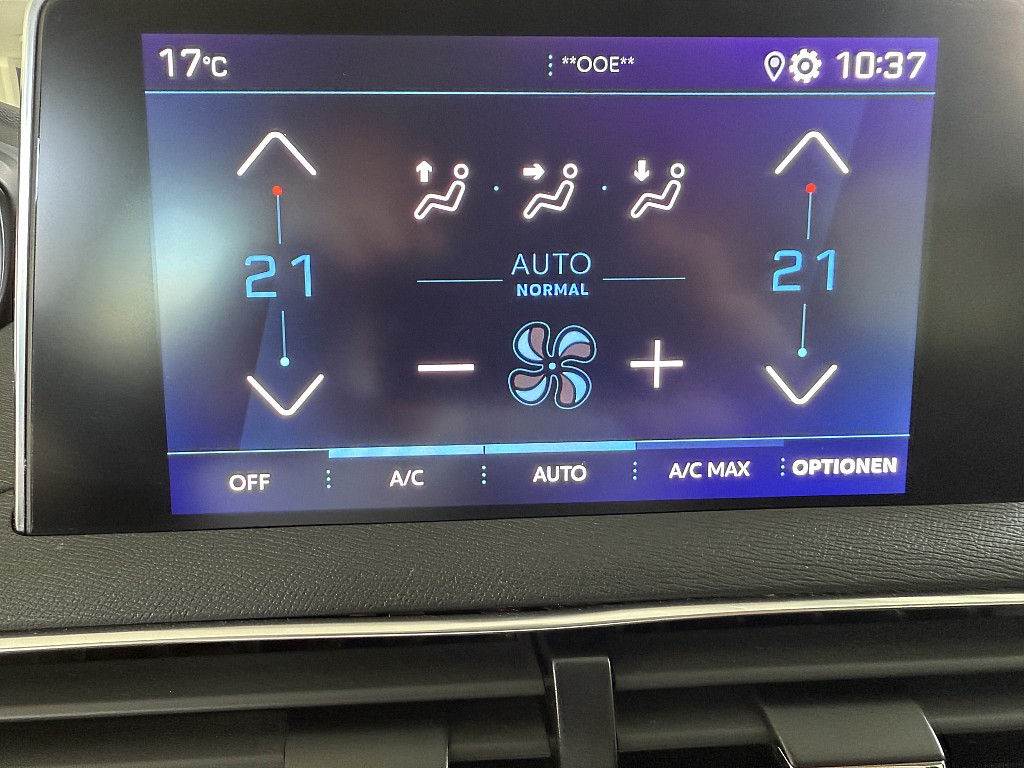 17°C **OOE** 10:37
21 AUTO 21
NORMAL
OFF A/C AUTO A/C MAX OPTIONEN